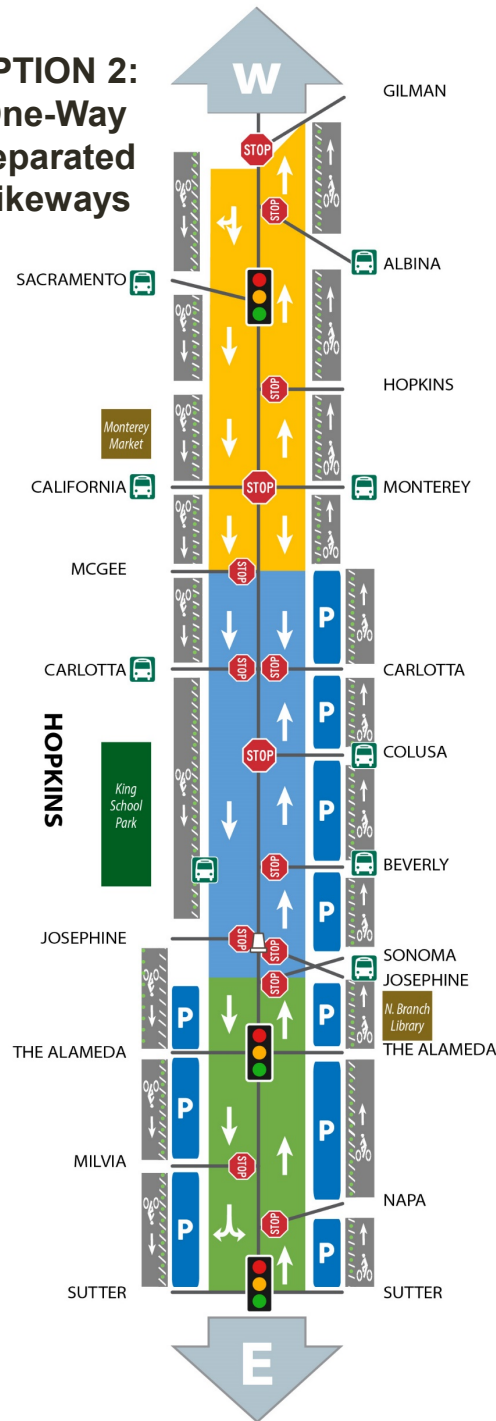 W
PTION 2:
One-Way
eparated
ikeways
GILMAN
STOP
STOP
ALBINA
SACRAMENTO
HOPKINS
STOP
Monterey
Market
CALIFORNIA
STOP
MONTEREY
MCGEE
STOP
P
CARLOTTA
STOP
STOP
CARLOTTA
P
HOPKINS
STOP
COLUSA
King
School
Park
P
STOP
BEVERLY
P
JOSEPHINE
STOP
STOP
SONOMA
JOSEPHINE
STOP
P
P
N. Branch
Library
THE ALAMEDA
THE ALAMEDA
P
P
MILVIA
STOP
NAPA
STOP
P
P
SUTTER
SUTTER
E